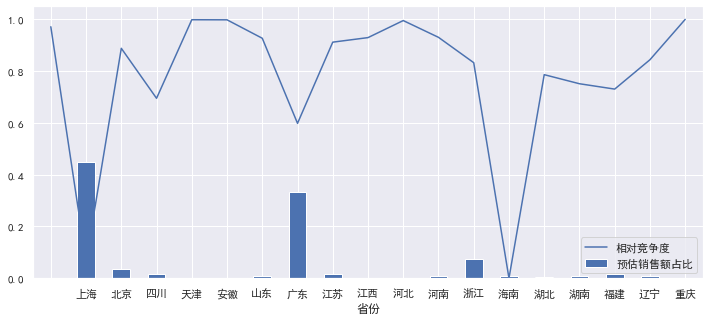 1.0
0.8
0.6
0.4
0.2
0.0
上海 北京 四川 天津 安徽 山东 广东 江苏 江西 河北 河南 浙江 海南 湖北 湖南 福建 辽宁 重庆
省份
相对竞争度
预估销售额占比